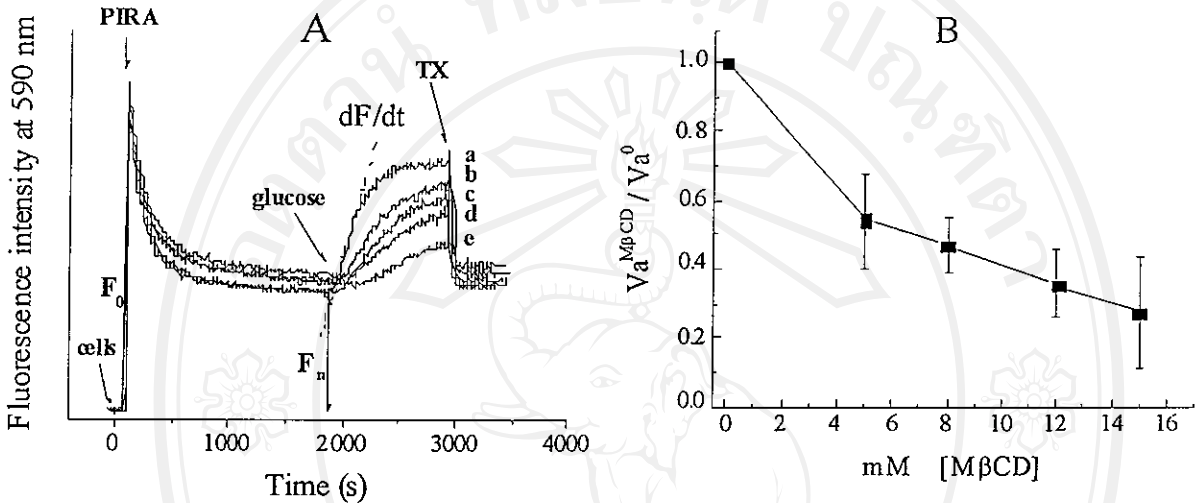 PIRA
A
TX
dF/dt
a
b
glucose
c
d
e
F0
cells
Fn
Fluorescence intensity at 590 nm
0 1000 2000 3000 4000
Time (s)
B
1.0
0.8
0.6
0.4
0.2
0.0
Va^MβCD / Va^0
0 2 4 6 8 10 12 14 16
mM [MβCD]